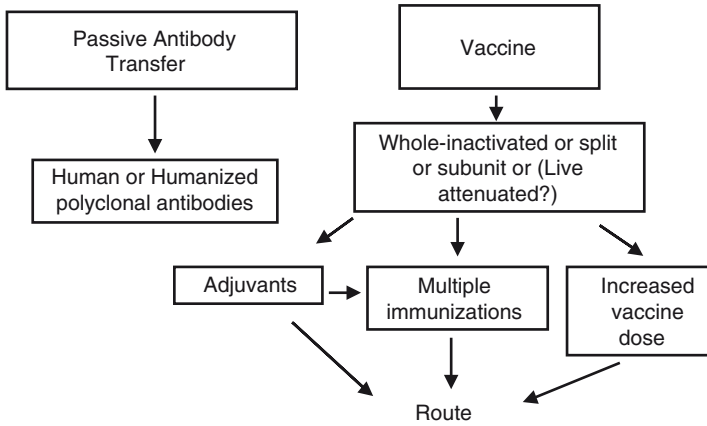 Passive Antibody
Transfer
Vaccine
Human or Humanized
polyclonal antibodies
Whole-inactivated or split
or subunit or (Live
attenuated?)
Adjuvants
Multiple
immunizations
Increased
vaccine
dose
Route